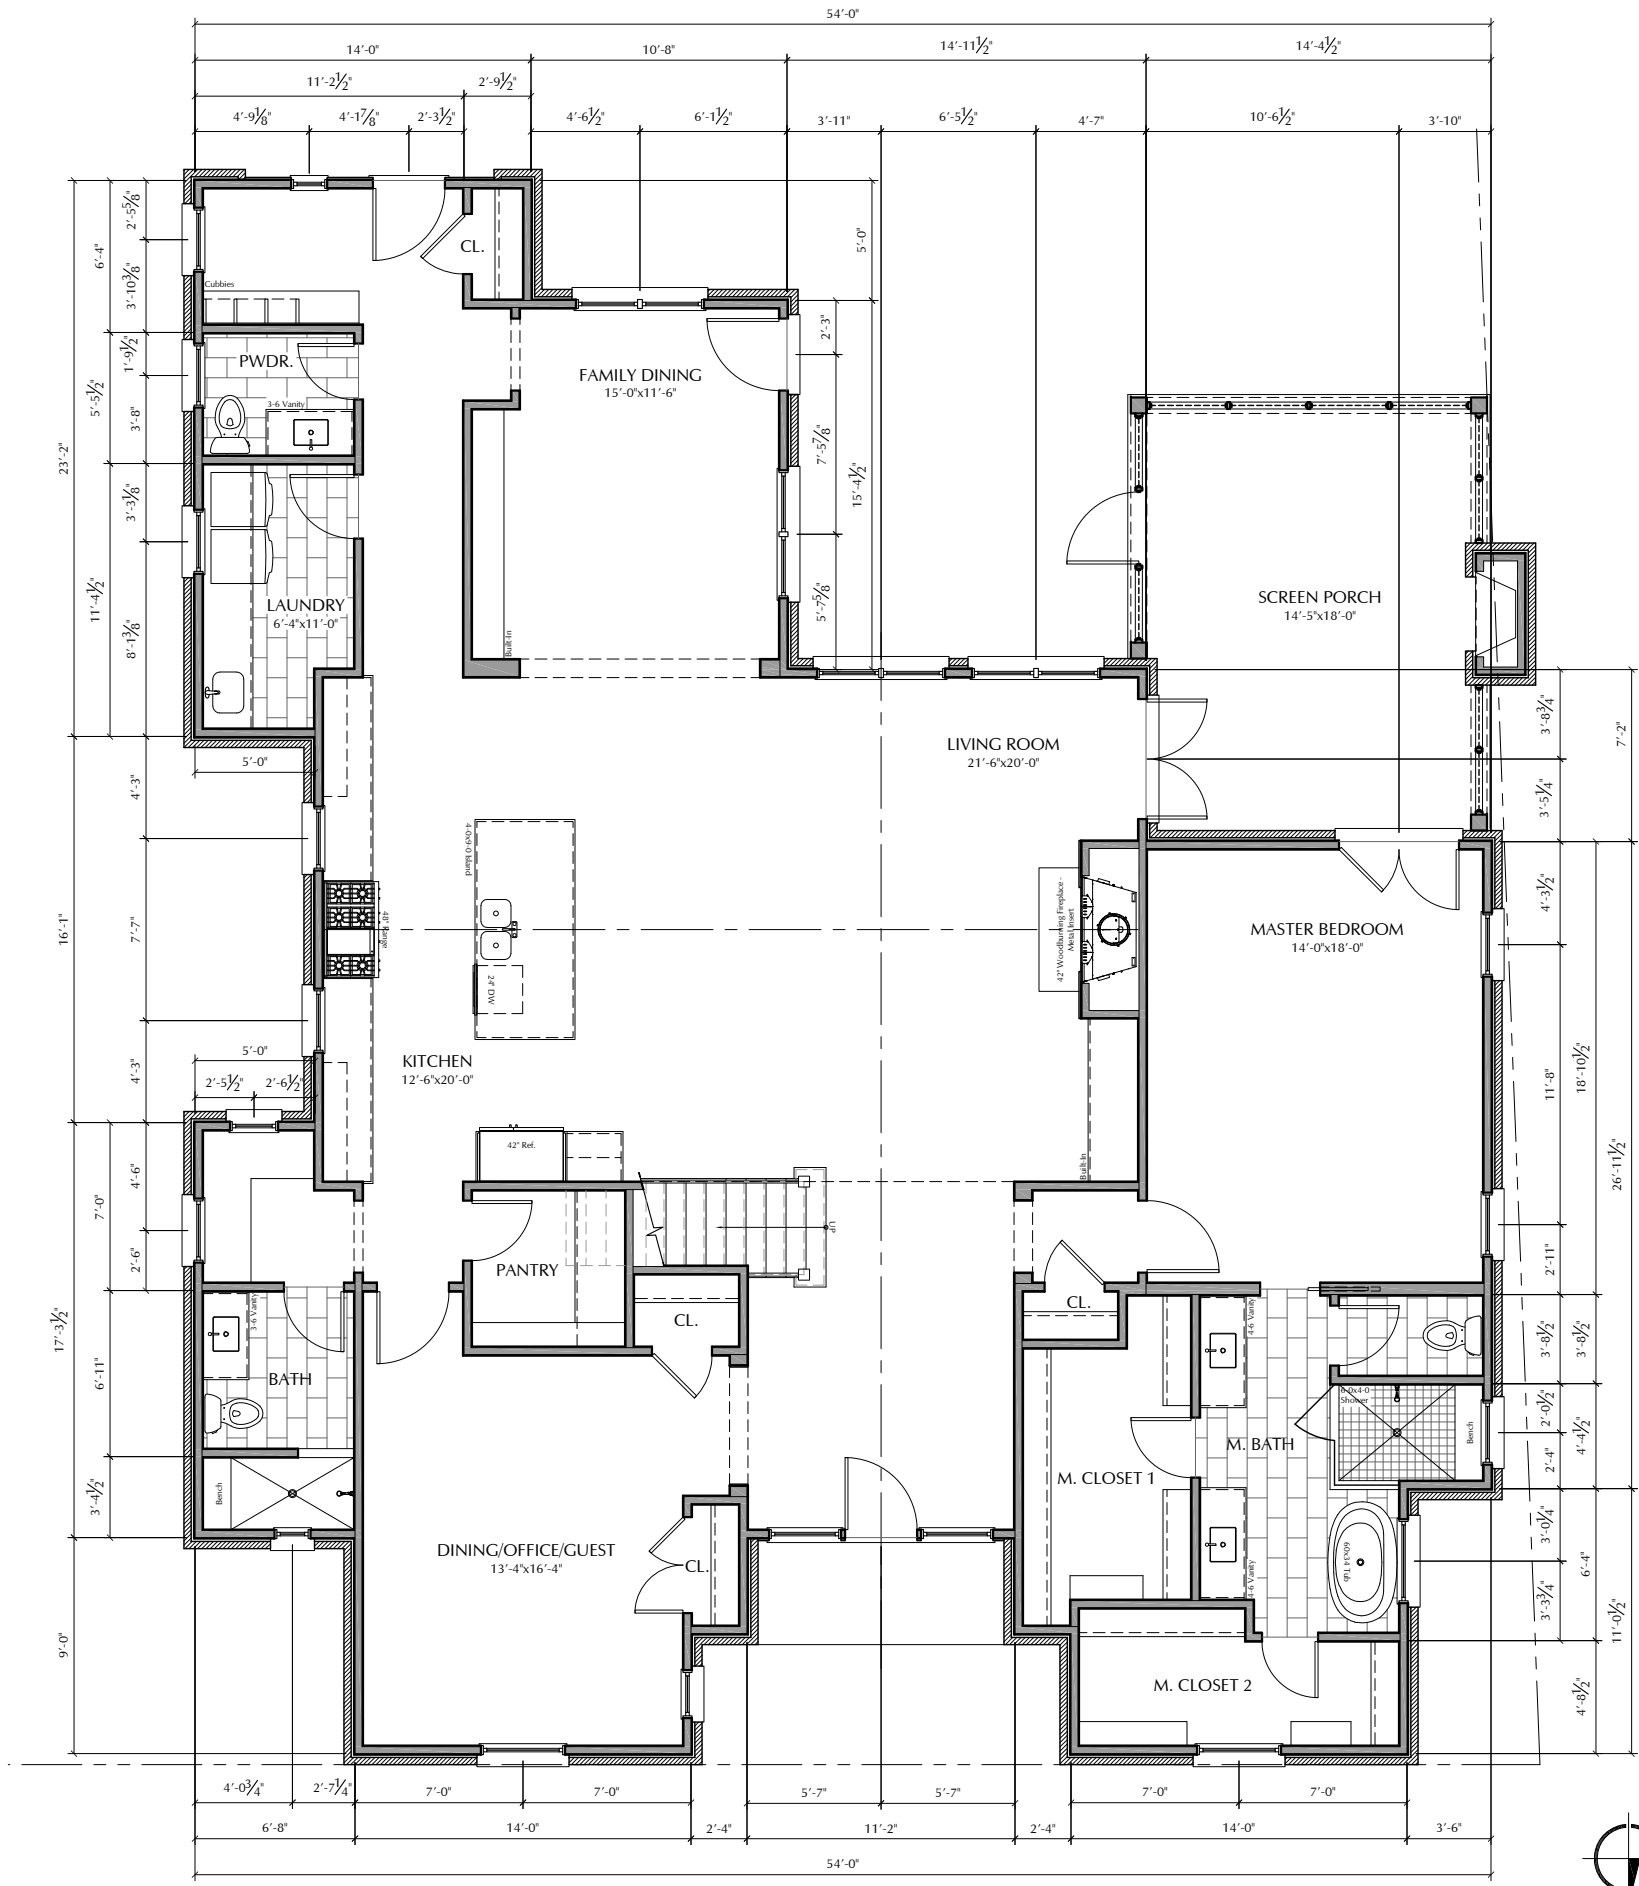 54'-0"
14'-0"
10'-8"
14'-11½"
14'-4½"
11'-2½"
2'-9½"
4'-9⅛"
4'-1⅞"
2'-3½"
4'-6½"
6'-1½"
3'-11"
6'-5½"
4'-7"
10'-6½"
3'-10"
23'-2"
16'-1"
17'-3½"
9'-0"
6'-4"
5'-5½"
11'-4½"
7'-0"
6'-11"
3'-4½"
2'-5⅝"
3'-10⅜"
1'-9½"
3'-8"
3'-3⅛"
8'-1⅜"
4'-3"
7'-7"
4'-3"
4'-6"
2'-6"
5'-0"
5'-0"
2'-5½"
2'-6½"
CL.
Cubbies
PWDR.
3-6 Vanity
LAUNDRY
6'-4"x11'-0"
FAMILY DINING
15'-0"x11'-6"
Built-In
5'-0"
15'-4½"
2'-3"
7'-5⅞"
5'-7⅝"
SCREEN PORCH
14'-5"x18'-0"
LIVING ROOM
21'-6"x20'-0"
4-0x9-0 Island
48" Range
24" DW
42" Woodburning Fireplace -
Metal Insert
MASTER BEDROOM
14'-0"x18'-0"
KITCHEN
12'-6"x20'-0"
42" Ref.
Built-In
UP
PANTRY
CL.
CL.
3-6 Vanity
BATH
Bench
4-6 Vanity
6-0x4-0
Shower
Bench
M. BATH
M. CLOSET 1
4-6 Vanity
60x34 Tub
DINING/OFFICE/GUEST
13'-4"x16'-4"
CL.
M. CLOSET 2
3'-8¾"
3'-5¼"
7'-2"
4'-3½"
11'-8"
2'-11"
18'-10½"
26'-11½"
3'-8½"
3'-8½"
2'-0½"
2'-4"
4'-4½"
3'-0¼"
3'-3¾"
6'-4"
4'-8½"
11'-0½"
4'-0¾"
2'-7¼"
7'-0"
7'-0"
5'-7"
5'-7"
7'-0"
7'-0"
6'-8"
14'-0"
2'-4"
11'-2"
2'-4"
14'-0"
3'-6"
54'-0"